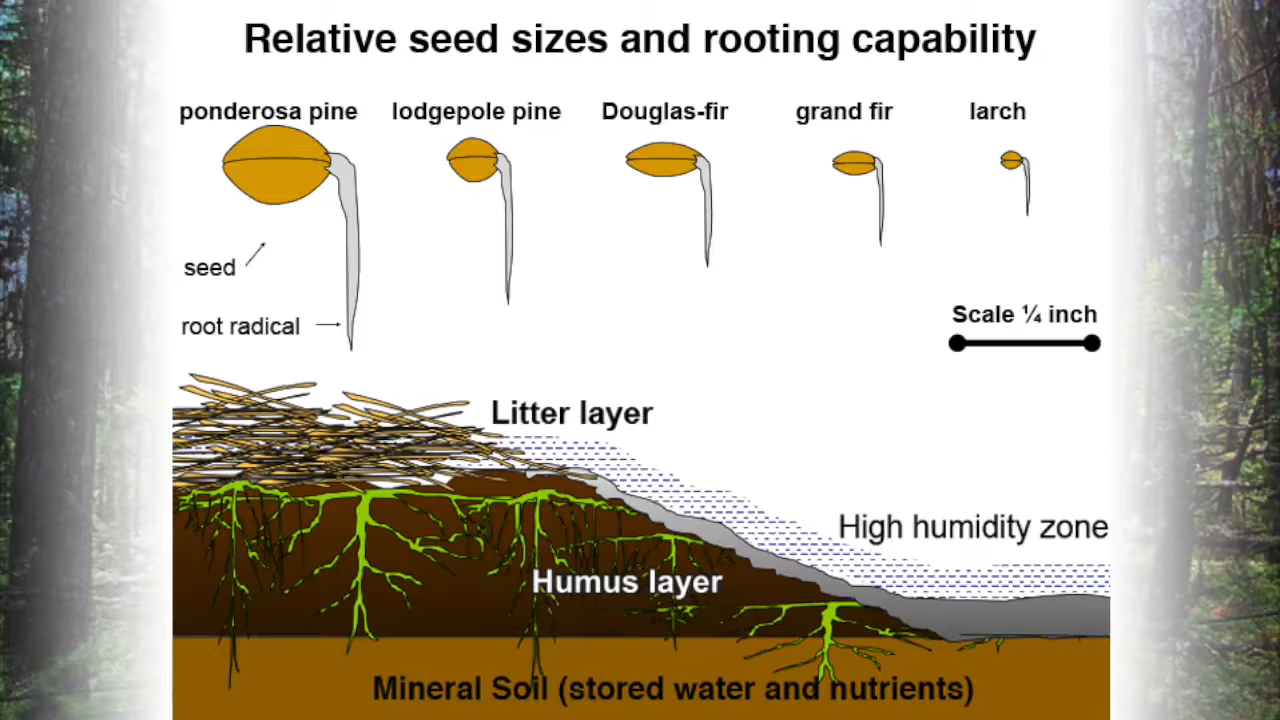 Relative seed sizes and rooting capability
ponderosa pine
lodgepole pine
Douglas-fir
grand fir
larch
seed
root radical
Scale ¼ inch
Litter layer
High humidity zone
Humus layer
Mineral Soil (stored water and nutrients)